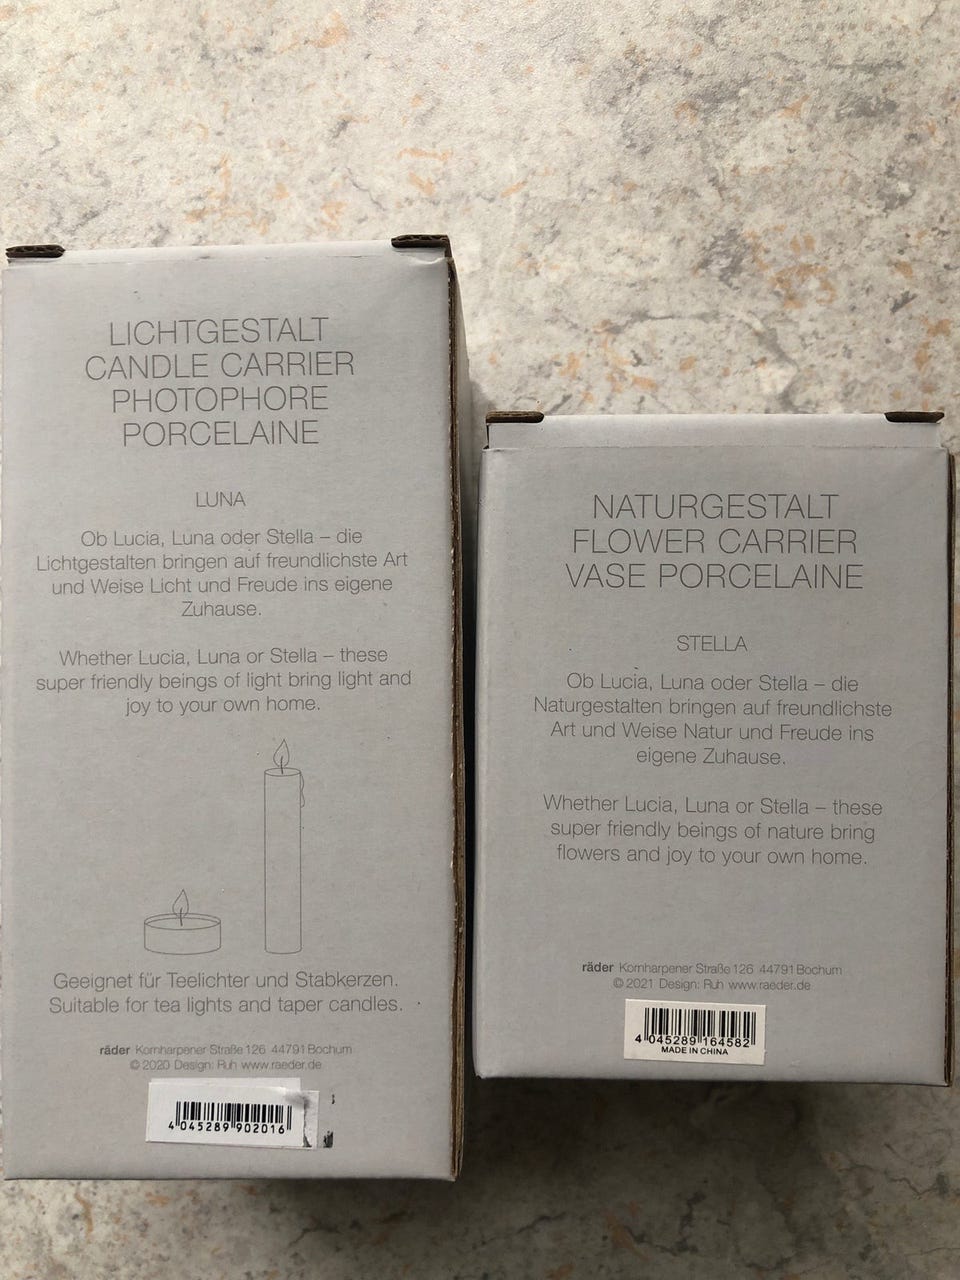 LICHTGESTALT
CANDLE CARRIER
PHOTOPHORE
PORCELAINE
LUNA
Ob Lucia, Luna oder Stella – die
Lichtgestalten bringen auf freundlichste Art
und Weise Licht und Freude ins eigene
Zuhause.
Whether Lucia, Luna or Stella – these
super friendly beings of light bring light and
joy to your own home.
Geeignet für Teelichter und Stabkerzen.
Suitable for tea lights and taper candles.
räder Kornharpener Straße 126 44791 Bochum
© 2020 Design: Ruh www.raeder.de
4 045289 902016
NATURGESTALT
FLOWER CARRIER
VASE PORCELAINE
STELLA
Ob Lucia, Luna oder Stella – die
Naturgestalten bringen auf freundlichste
Art und Weise Natur und Freude ins
eigene Zuhause.
Whether Lucia, Luna or Stella – these
super friendly beings of nature bring
flowers and joy to your own home.
räder Kornharpener Straße 126 44791 Bochum
© 2021 Design: Ruh www.raeder.de
4 045289 164582
MADE IN CHINA